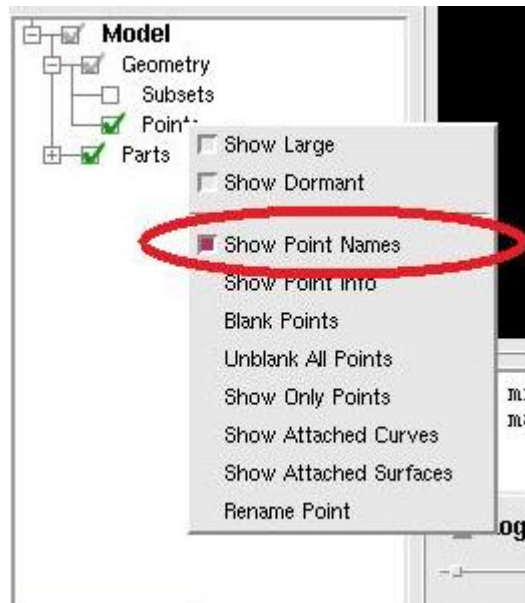 Model
Geometry
Subsets
Points
Parts
Show Large
Show Dormant
Show Point Names
Show Point Info
Blank Points
Unblank All Points
Show Only Points
Show Attached Curves
Show Attached Surfaces
Rename Point